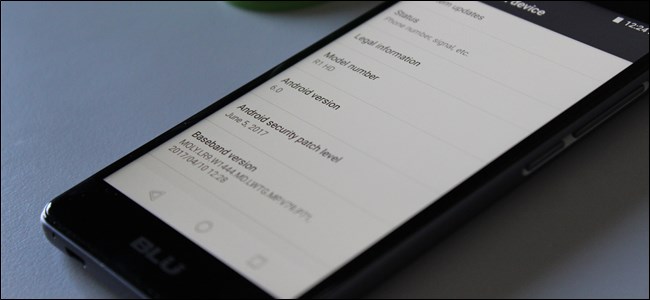 updates
device
12:24
Status
Phone number, signal, etc.
Legal information
Model number
R1 HD
Android version
6.0
Android security patch level
June 5, 2017
Baseband version
2017/04/10 12:28
BLU